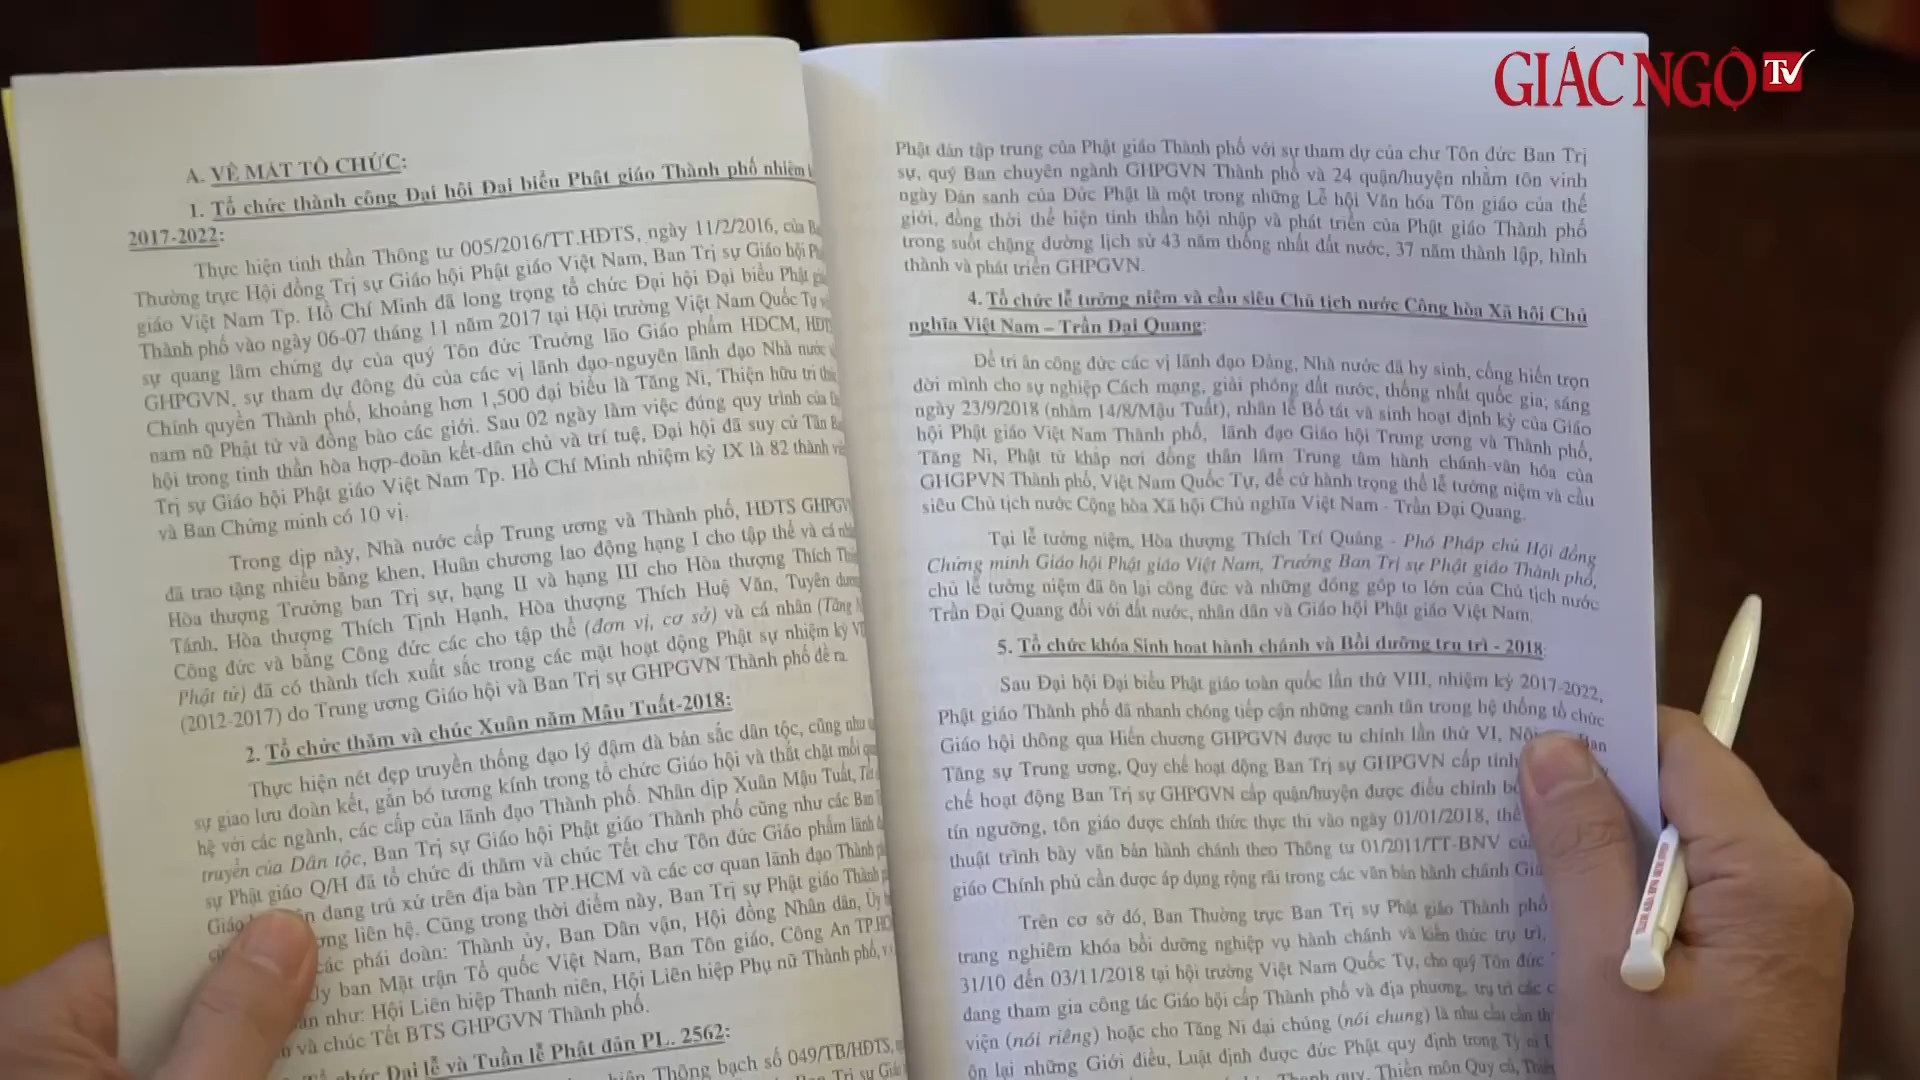 GIÁC NGỘ TV
A. VỀ MẶT TỔ CHỨC:
1. Tổ chức thành công Đại hội Đại biểu Phật giáo Thành phố nhiệm
2017-2022:
Thực hiện tinh thần Thông tư 005/2016/TT.HĐTS, ngày 11/2/2016, của
Thường trực Hội đồng Trị sự Giáo hội Phật giáo Việt Nam, Ban Trị sự Giáo hội
giáo Việt Nam Tp. Hồ Chí Minh đã long trọng tổ chức Đại hội Đại biểu Phật
Thành phố vào ngày 06-07 tháng 11 năm 2017 tại Hội trường Việt Nam Quốc Tự
sự quang lâm chứng dự của quý Tôn đức Trưởng lão Giáo phẩm HĐCM,
GHPGVN, sự tham dự đông đủ của các vị lãnh đạo-nguyên lãnh đạo Nhà nước
Chính quyền Thành phố, khoảng hơn 1,500 đại biểu là Tăng Ni, Thiện hữu tri
nam nữ Phật tử và đồng bào các giới. Sau 02 ngày làm việc đúng quy trình của
hội trong tinh thần hòa hợp-đoàn kết-dân chủ và trí tuệ, Đại hội đã suy cử Tân
Trị sự Giáo hội Phật giáo Việt Nam Tp. Hồ Chí Minh nhiệm kỳ IX là 82 thành
và Ban Chứng minh có 10 vị.
Trong dịp này, Nhà nước cấp Trung ương và Thành phố, HĐTS
đã trao tặng nhiều bằng khen, Huân chương lao động hạng I cho tập thể và cá
Hòa thượng Trưởng ban Trị sự, hạng II và hạng III cho Hòa thượng Thích
Tánh, Hòa thượng Thích Tịnh Hạnh, Hòa thượng Thích Huệ Văn, Tuyên
Công đức và bằng Công đức các cho tập thể (đơn vị, cơ sở) và cá nhân (Tăng
Phật tử) đã có thành tích xuất sắc trong các mặt hoạt động Phật sự nhiệm kỳ
(2012-2017) do Trung ương Giáo hội và Ban Trị sự GHPGVN Thành phố đề ra.
2. Tổ chức thăm và chúc Xuân năm Mậu Tuất-2018:
Thực hiện nét đẹp truyền thống đạo lý đậm đà bản sắc dân tộc, cũng như
sự giao lưu đoàn kết, gắn bó tương kính trong tổ chức Giáo hội và thắt chặt mối
hệ với các ngành, các cấp của lãnh đạo Thành phố. Nhân dịp Xuân Mậu Tuất,
truyền của Dân tộc, Ban Trị sự Giáo hội Phật giáo Thành phố cũng như các Ban
sự Phật giáo Q/H đã tổ chức đi thăm và chúc Tết chư Tôn đức Giáo phẩm lãnh
Giáo đang trú xứ trên địa bàn TP.HCM và các cơ quan lãnh đạo Thành
liên hệ. Cũng trong thời điểm này, Ban Trị sự Phật giáo Thành
các phái đoàn: Thành ủy, Ban Dân vận, Hội đồng Nhân dân, Ủy
Ủy ban Mặt trận Tổ quốc Việt Nam, Ban Tôn giáo, Công An
như: Hội Liên hiệp Thanh niên, Hội Liên hiệp Phụ nữ Thành phố,
và chúc Tết BTS GHPGVN Thành phố.
Đại lễ và Tuần lễ Phật đản PL. 2562:
Thông bạch số 049/TB/HĐTS,
Phật đản tập trung của Phật giáo Thành phố với sự tham dự của chư Tôn đức Ban Trị
sự, quý Ban chuyên ngành GHPGVN Thành phố và 24 quận/huyện nhằm tôn vinh
ngày Đản sanh của Đức Phật là một trong những Lễ hội Văn hóa Tôn giáo của thế
giới, đồng thời thể hiện tinh thần hội nhập và phát triển của Phật giáo Thành phố
trong suốt chặng đường lịch sử 43 năm thống nhất đất nước, 37 năm thành lập, hình
thành và phát triển GHPGVN.
4. Tổ chức lễ tưởng niệm và cầu siêu Chủ tịch nước Cộng hòa Xã hội Chủ
nghĩa Việt Nam – Trần Đại Quang:
Để tri ân công đức các vị lãnh đạo Đảng, Nhà nước đã hy sinh, cống hiến trọn
đời mình cho sự nghiệp Cách mạng, giải phóng đất nước, thống nhất quốc gia; sáng
ngày 23/9/2018 (nhằm 14/8/Mậu Tuất), nhân lễ Bố tát và sinh hoạt định kỳ của Giáo
hội Phật giáo Việt Nam Thành phố, lãnh đạo Giáo hội Trung ương và Thành phố,
Tăng Ni, Phật tử khắp nơi đồng thân lâm Trung tâm hành chánh-văn hóa của
GHGPVN Thành phố, Việt Nam Quốc Tự, để cử hành trọng thể lễ tưởng niệm và cầu
siêu Chủ tịch nước Cộng hòa Xã hội Chủ nghĩa Việt Nam - Trần Đại Quang.
Tại lễ tưởng niệm, Hòa thượng Thích Trí Quảng - Phó Pháp chủ Hội đồng
Chứng minh Giáo hội Phật giáo Việt Nam, Trưởng Ban Trị sự Phật giáo Thành phố,
chủ lễ tưởng niệm đã ôn lại công đức và những đóng góp to lớn của Chủ tịch nước
Trần Đại Quang đối với đất nước, nhân dân và Giáo hội Phật giáo Việt Nam.
5. Tổ chức khóa Sinh hoạt hành chánh và Bồi dưỡng trụ trì - 2018:
Sau Đại hội Đại biểu Phật giáo toàn quốc lần thứ VIII, nhiệm kỳ 2017-2022,
Phật giáo Thành phố đã nhanh chóng tiếp cận những canh tân trong hệ thống tổ chức
Giáo hội thông qua Hiến chương GHPGVN được tu chỉnh lần thứ VI, Nội Ban
Tăng sự Trung ương, Quy chế hoạt động Ban Trị sự GHPGVN cấp tỉnh
chế hoạt động Ban Trị sự GHPGVN cấp quận/huyện được điều chỉnh
tín ngưỡng, tôn giáo được chính thức thực thi vào ngày 01/01/2018, thể
thuật trình bày văn bản hành chánh theo Thông tư 01/2011/TT-BNV
giáo Chính phủ cần được áp dụng rộng rãi trong các văn bản hành chánh
Trên cơ sở đó, Ban Thường trực Ban Trị sự Phật giáo Thành phố
trang nghiêm khóa bồi dưỡng nghiệp vụ hành chánh và kiến thức trụ trì,
31/10 đến 03/11/2018 tại hội trường Việt Nam Quốc Tự, cho quý Tôn đức
đang tham gia công tác Giáo hội cấp Thành phố và địa phương, trụ trì các
viện (nói riêng) hoặc cho Tăng Ni đại chúng (nói chung) là nhu cầu cần
ôn lại những Giới điều, Luật định được đức Phật quy định trong Tỳ ni
Thanh quy, Thiền môn Quy củ,